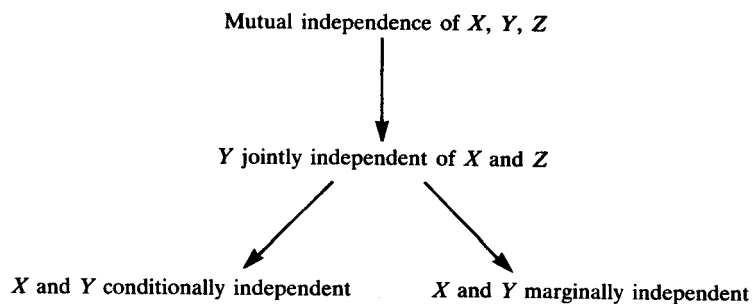 Mutual independence of X, Y, Z
Y jointly independent of X and Z
X and Y conditionally independent
X and Y marginally independent